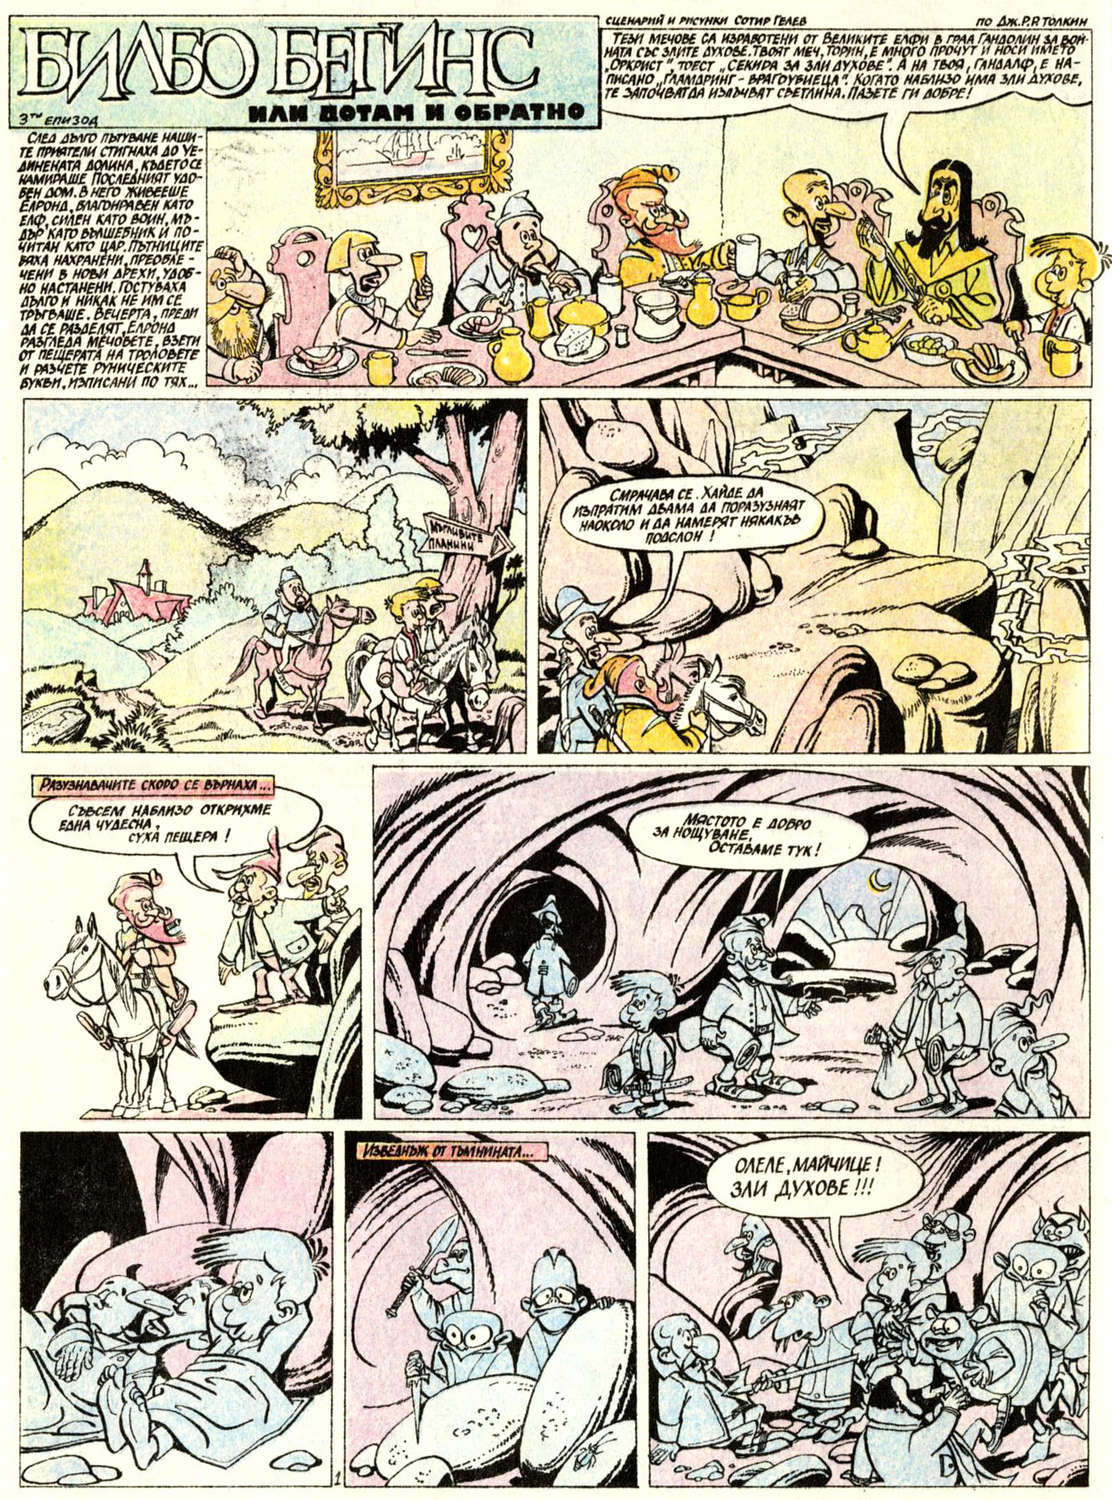 БИЛБО БЕГИНС
ИЛИ ДОТАМ И ОБРАТНО
3ТИ ЕПИЗОД
СЦЕНАРИЙ И РИСУНКИ СОТИР ГЕЛЕВ
ПО ДЖ.Р.Р. ТОЛКИН
СЛЕД ДЪЛГО ПЪТУВАНЕ НАШИ-
ТЕ ПРИЯТЕЛИ СТИГНАХА ДО УЕ-
ДИНЕНАТА ДОЛИНА, КЪДЕТО СЕ
НАМИРАШЕ ПОСЛЕДНИЯТ УДО-
БЕН ДОМ. В НЕГО ЖИВЕЕШЕ
ЕЛРОНД, БЛАГОНРАВЕН КАТО
ЕЛФ, СИЛЕН КАТО ВОИН, МЪ-
ДЪР КАТО ВЪЛШЕБНИК И ПО-
ЧИТАН КАТО ЦАР. ПЪТНИЦИТЕ
БЯХА НАХРАНЕНИ, ПРЕОБЛЕ-
ЧЕНИ В НОВИ ДРЕХИ, УДОБ-
НО НАСТАНЕНИ. ГОСТУВАХА
ДЪЛГО И НИКАК НЕ ИМ СЕ
ТРЪГВАШЕ. ВЕЧЕРТА, ПРЕДИ
ДА СЕ РАЗДЕЛЯТ, ЕЛРОНД
РАЗГЛЕДА МЕЧОВЕТЕ, ВЗЕТИ
ОТ ПЕЩЕРАТА НА ТРОЛОВЕТЕ
И РАЗЧЕТЕ РУНИЧЕСКИТЕ
БУКВИ, ИЗПИСАНИ ПО ТЯХ...
ТЕЗИ МЕЧОВЕ СА ИЗРАБОТЕНИ ОТ ВЕЛИКИТЕ ЕЛФИ В ГРАД ГАНДОЛИН ЗА ВОЙ-
НАТА СЪС ЗЛИТЕ ДУХОВЕ. ТВОЯТ МЕЧ, ТОРИН, Е МНОГО ПРОЧУТ И НОСИ ИМЕТО
„ОРКРИСТ", Т.ЕСТ „СЕКИРА ЗА ЗЛИ ДУХОВЕ". А НА ТВОЯ, ГАНДАЛФ, Е НА-
ПИСАНО „ГЛАМДРИНГ - ВРАГОУБИЕЦА". КОГАТО НАБЛИЗО ИМА ЗЛИ ДУХОВЕ,
ТЕ ЗАПОЧВАТ ДА ИЗЛЪЧВАТ СВЕТЛИНА. ПАЗЕТЕ ГИ ДОБРЕ!
МЪГЛИВИТЕ
ПЛАНИНИ
СМРАЧАВА СЕ. ХАЙДЕ ДА
ИЗПРАТИМ ДВАМА ДА ПОРАЗУЗНАЯТ
НАОКОЛО И ДА НАМЕРЯТ НЯКАКЪВ
ПОДСЛОН!
РАЗУЗНАВАЧИТЕ СКОРО СЕ ВЪРНАХА...
СЪВСЕМ НАБЛИЗО ОТКРИХМЕ
ЕДНА ЧУДЕСНА,
СУХА ПЕЩЕРА!
МЯСТОТО Е ДОБРО
ЗА НОЩУВАНЕ.
ОСТАВАМЕ ТУК!
ИЗВЕДНЪЖ ОТ ТЪМНИНАТА...
ОЛЕЛЕ, МАЙЧИЦЕ!
ЗЛИ ДУХОВЕ!!!
1